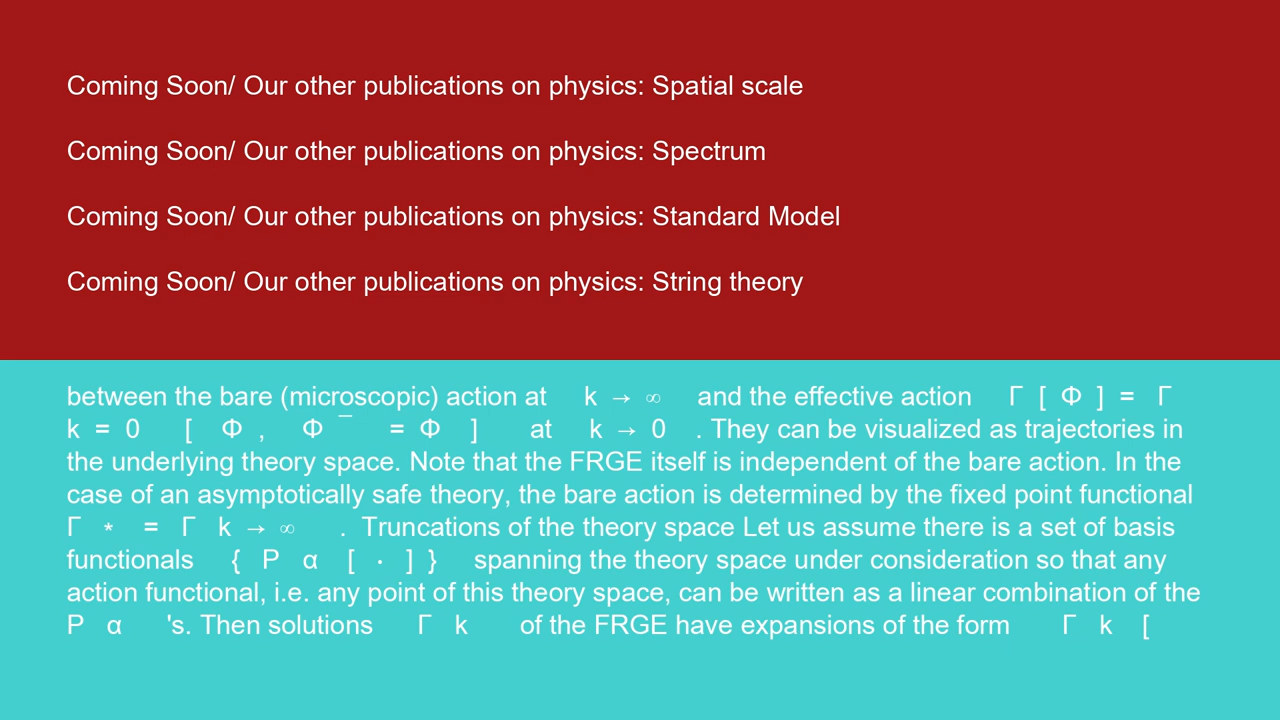 Coming Soon/ Our other publications on physics: Spatial scale
Coming Soon/ Our other publications on physics: Spectrum
Coming Soon/ Our other publications on physics: Standard Model
Coming Soon/ Our other publications on physics: String theory
between the bare (microscopic) action at k → ∞ and the effective action Γ [ Φ ] = Γ
k = 0 [ Φ , Φ ¯ = Φ ] at k → 0 . They can be visualized as trajectories in
the underlying theory space. Note that the FRGE itself is independent of the bare action. In the
case of an asymptotically safe theory, the bare action is determined by the fixed point functional
Γ * = Γ k → ∞ . Truncations of the theory space Let us assume there is a set of basis
functionals { P α [ ⋅ ] } spanning the theory space under consideration so that any
action functional, i.e. any point of this theory space, can be written as a linear combination of the
P α 's. Then solutions Γ k of the FRGE have expansions of the form Γ k [